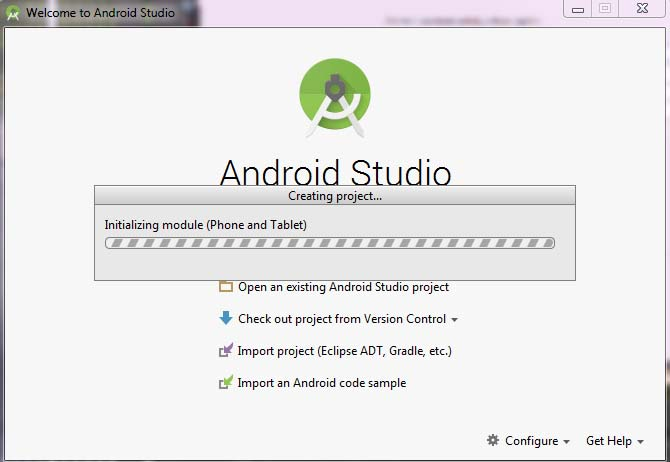 Welcome to Android Studio
Android Studio
Creating project...
Initializing module (Phone and Tablet)
Open an existing Android Studio project
Check out project from Version Control
Import project (Eclipse ADT, Gradle, etc.)
Import an Android code sample
Configure Get Help